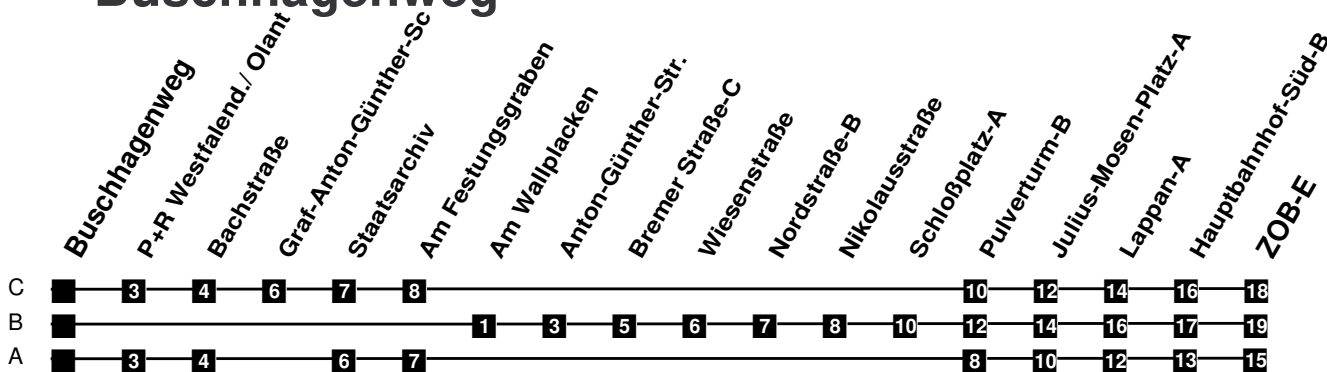 Buschhagenweg
Buschhagenweg
P+R Westfalend./ Olant
Bachstraße
Graf-Anton-Günther-Sc
Staatsarchiv
Am Festungsgraben
Am Wallplacken
Anton-Günther-Str.
Bremer Straße-C
Wiesenstraße
Nordstraße-B
Nikolausstraße
Schloßplatz-A
Pulverturm-B
Julius-Mosen-Platz-A
Lappan-A
Hauptbahnhof-Süd-B
ZOB-E
C 3 4 6 7 8 10 12 14 16 18
B 1 3 5 6 7 8 10 12 14 16 17 19
A 3 4 6 7 8 10 12 13 15